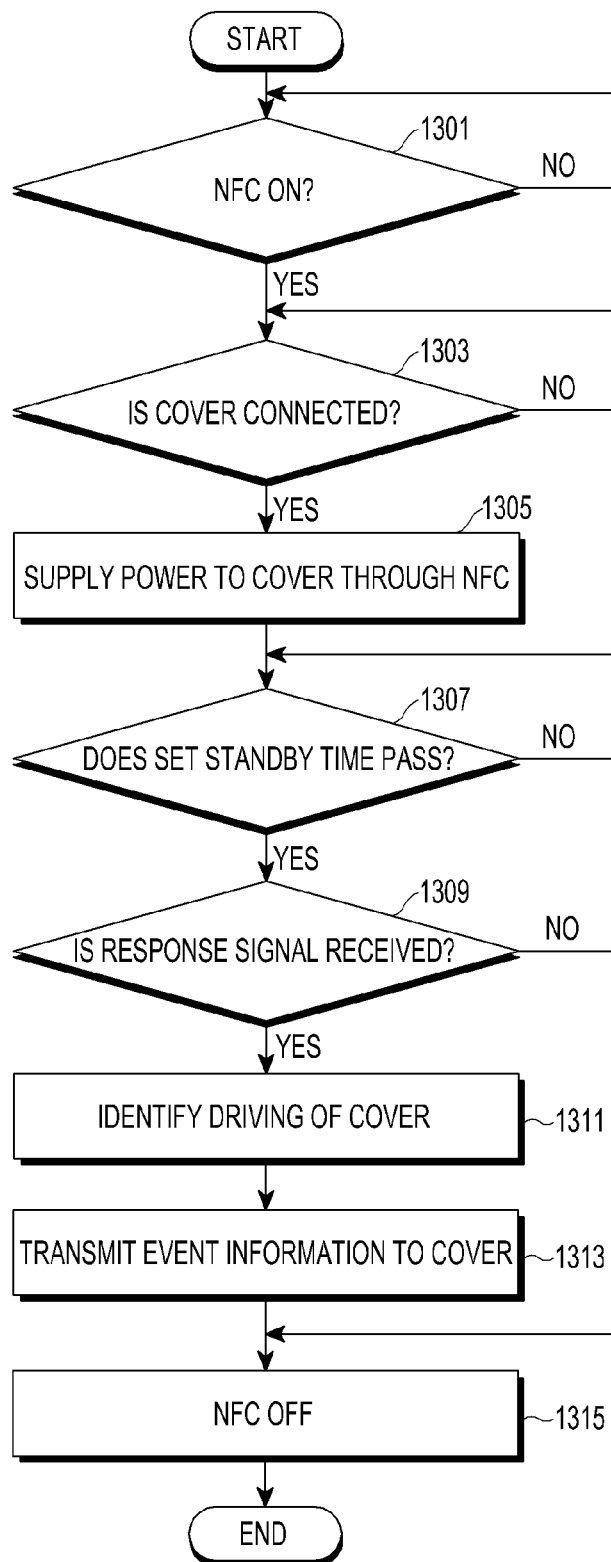 START
1301
NFC ON?
NO
YES
1303
IS COVER CONNECTED?
NO
YES
1305
SUPPLY POWER TO COVER THROUGH NFC
1307
DOES SET STANDBY TIME PASS?
NO
YES
1309
IS RESPONSE SIGNAL RECEIVED?
NO
YES
IDENTIFY DRIVING OF COVER
1311
TRANSMIT EVENT INFORMATION TO COVER
1313
NFC OFF
1315
END